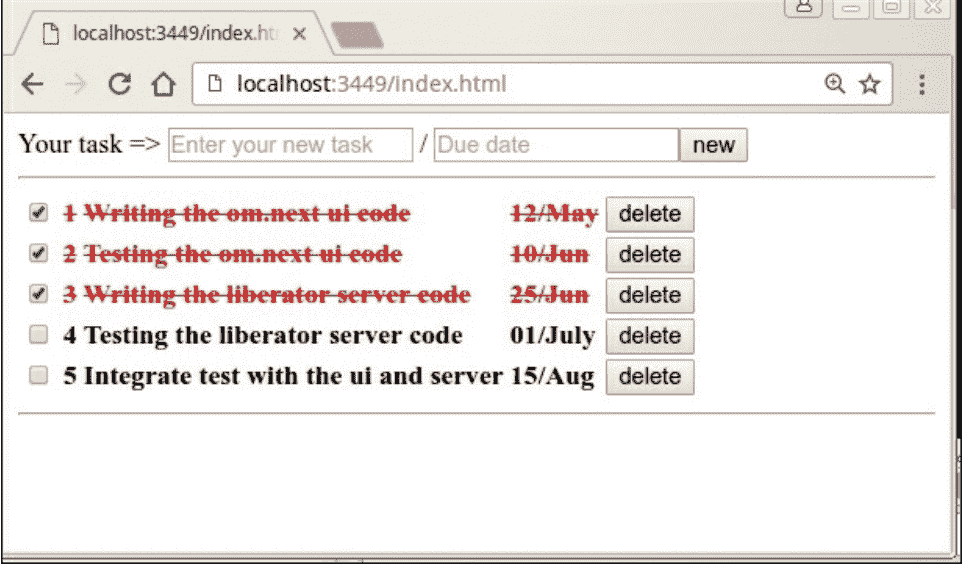 localhost:3449/index.ht
localhost:3449/index.html
Your task => Enter your new task / Due date new
1 Writing the om.next ui code 12/May delete
2 Testing the om.next ui code 10/Jun delete
3 Writing the liberator server code 25/Jun delete
4 Testing the liberator server code 01/July delete
5 Integrate test with the ui and server 15/Aug delete